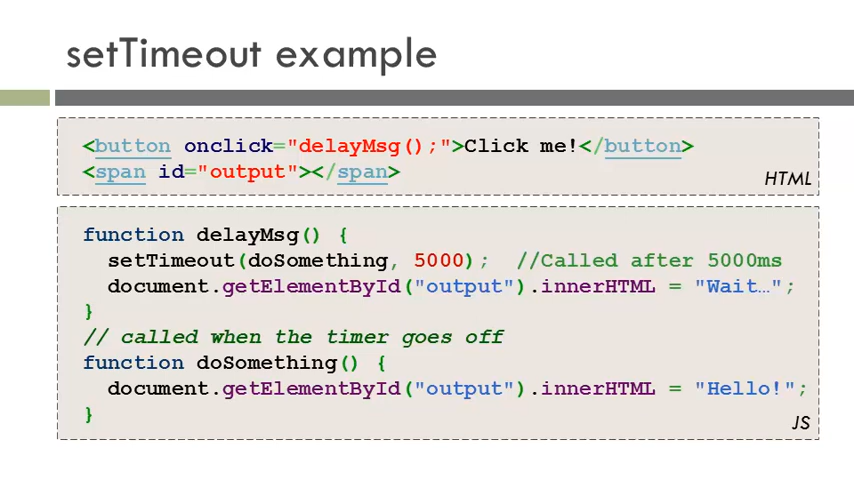 setTimeout example
<button onclick="delayMsg();">Click me!</button>
<span id="output"></span>
HTML
function delayMsg() {
setTimeout(doSomething, 5000); //Called after 5000ms
document.getElementById("output").innerHTML = "Wait…";
}
// called when the timer goes off
function doSomething() {
document.getElementById("output").innerHTML = "Hello!";
}
JS